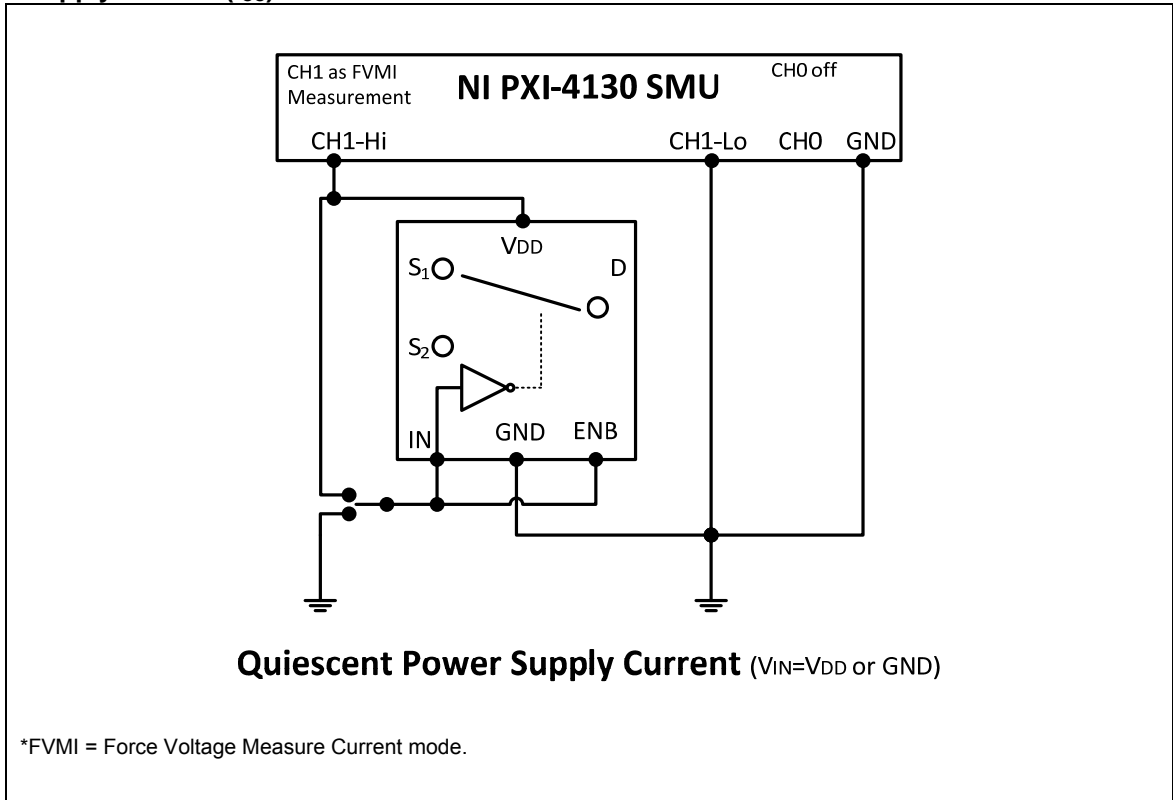 CH1 as FVMI
Measurement
NI PXI-4130 SMU
CH0 off
CH1-Hi
CH1-Lo
CH0
GND
VDD
S1
D
S2
IN
GND
ENB
Quiescent Power Supply Current (VIN=VDD or GND)
*FVMI = Force Voltage Measure Current mode.